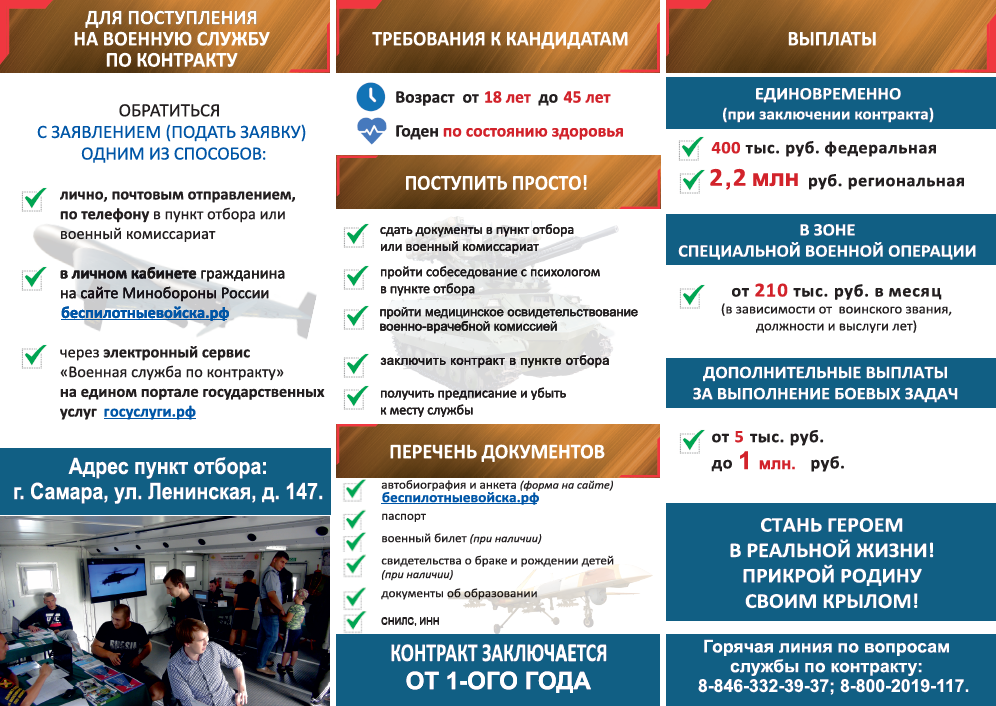 ДЛЯ ПОСТУПЛЕНИЯ
НА ВОЕННУЮ СЛУЖБУ
ПО КОНТРАКТУ
ОБРАТИТЬСЯ
С ЗАЯВЛЕНИЕМ (ПОДАТЬ ЗАЯВКУ)
ОДНИМ ИЗ СПОСОБОВ:
лично, почтовым отправлением,
по телефону в пункт отбора или
военный комиссариат
в личном кабинете гражданина
на сайте Минобороны России
беспилотныевойска.рф
через электронный сервис
«Военная служба по контракту»
на едином портале государственных
услуг госуслуги.рф
Адрес пункт отбора:
г. Самара, ул. Ленинская, д. 147.
RUSSIA
ТРЕБОВАНИЯ К КАНДИДАТАМ
Возраст от 18 лет до 45 лет
Годен по состоянию здоровья
ПОСТУПИТЬ ПРОСТО!
сдать документы в пункт отбора
или военный комиссариат
пройти собеседование с психологом
в пункте отбора
пройти медицинское освидетельствование
военно-врачебной комиссией
заключить контракт в пункте отбора
получить предписание и убыть
к месту службы
ПЕРЕЧЕНЬ ДОКУМЕНТОВ
автобиография и анкета (форма на сайте)
беспилотныевойска.рф
паспорт
военный билет (при наличии)
свидетельства о браке и рождении детей
(при наличии)
документы об образовании
СНИЛС, ИНН
КОНТРАКТ ЗАКЛЮЧАЕТСЯ
ОТ 1-ОГО ГОДА
ВЫПЛАТЫ
ЕДИНОВРЕМЕННО
(при заключении контракта)
400 тыс. руб. федеральная
2,2 млн руб. региональная
В ЗОНЕ
СПЕЦИАЛЬНОЙ ВОЕННОЙ ОПЕРАЦИИ
от 210 тыс. руб. в месяц
(в зависимости от воинского звания,
должности и выслуги лет)
ДОПОЛНИТЕЛЬНЫЕ ВЫПЛАТЫ
ЗА ВЫПОЛНЕНИЕ БОЕВЫХ ЗАДАЧ
от 5 тыс. руб.
до 1 млн. руб.
СТАНЬ ГЕРОЕМ
В РЕАЛЬНОЙ ЖИЗНИ!
ПРИКРОЙ РОДИНУ
СВОИМ КРЫЛОМ!
Горячая линия по вопросам
службы по контракту:
8-846-332-39-37; 8-800-2019-117.